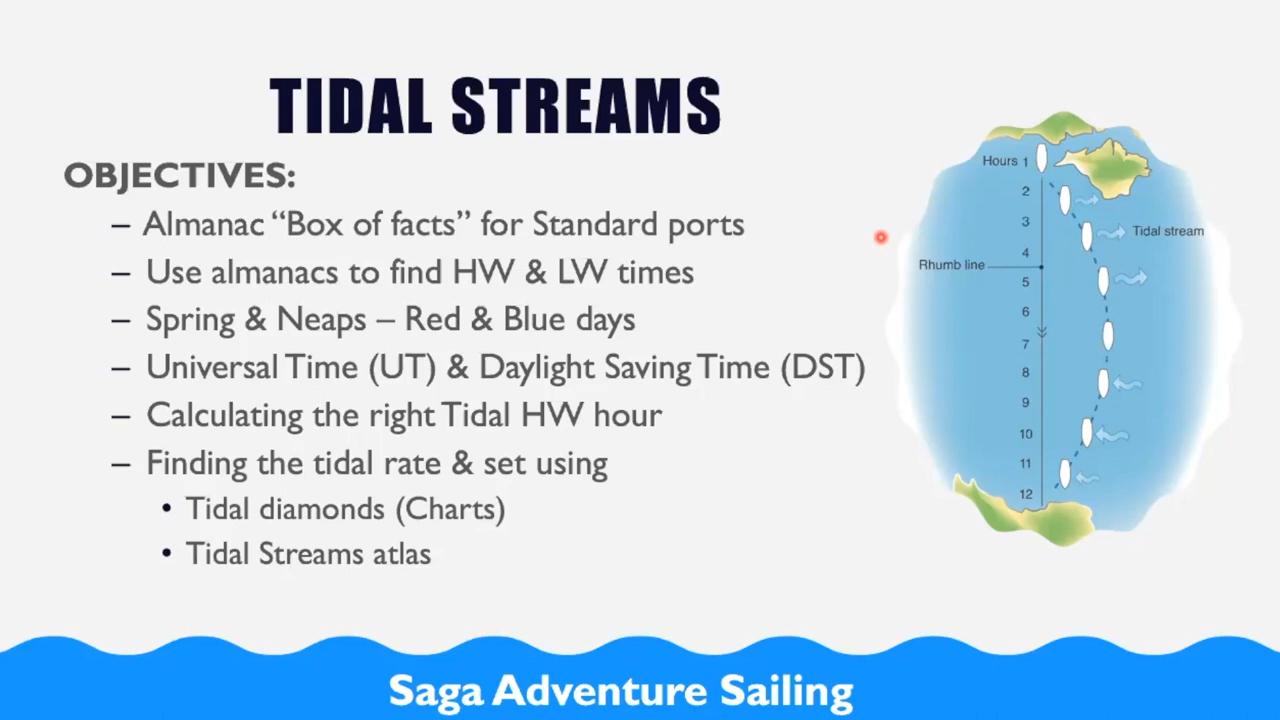 TIDAL STREAMS
OBJECTIVES:
– Almanac “Box of facts” for Standard ports
– Use almanacs to find HW & LW times
– Spring & Neaps – Red & Blue days
– Universal Time (UT) & Daylight Saving Time (DST)
– Calculating the right Tidal HW hour
– Finding the tidal rate & set using
• Tidal diamonds (Charts)
• Tidal Streams atlas
Hours 1
2
3
Tidal stream
4
Rhumb line
5
6
7
8
9
10
11
12
Saga Adventure Sailing